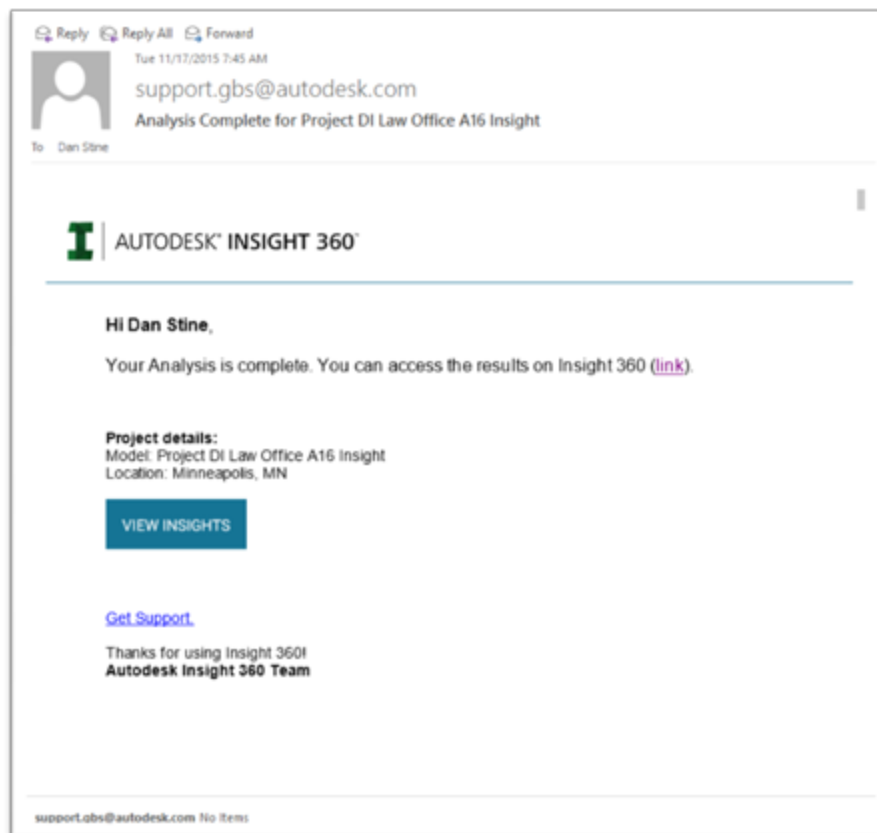 Reply Reply All Forward
Tue 11/17/2015 7:45 AM
support.gbs@autodesk.com
Analysis Complete for Project DI Law Office A16 Insight
To Dan Stine
I AUTODESK® INSIGHT 360™
Hi Dan Stine,
Your Analysis is complete. You can access the results on Insight 360 (link).
Project details:
Model: Project DI Law Office A16 Insight
Location: Minneapolis, MN
VIEW INSIGHTS
Get Support.
Thanks for using Insight 360!
Autodesk Insight 360 Team
support.gbs@autodesk.com No Items